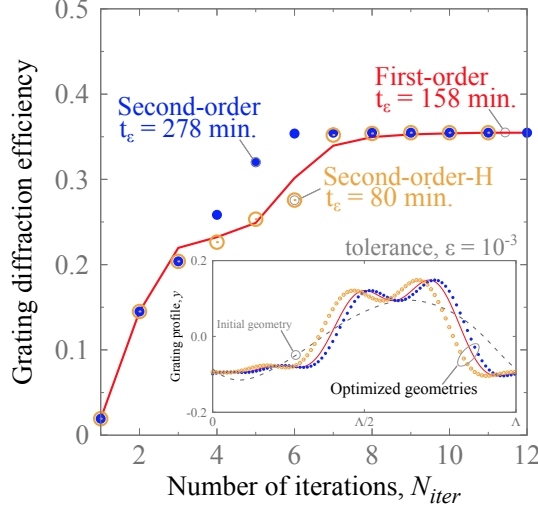 0.5
0.4
0.3
0.2
0.1
0
Grating diffraction efficiency
First-order
tε = 158 min.
Second-order
tε = 278 min.
Second-order-H
tε = 80 min.
tolerance, ε = 10⁻³
0.2
0.0
-0.2
Grating profile, y
Initial geometry
Optimized geometries
0
Λ/2
Λ
2
4
6
8
10
12
Number of iterations, Niter